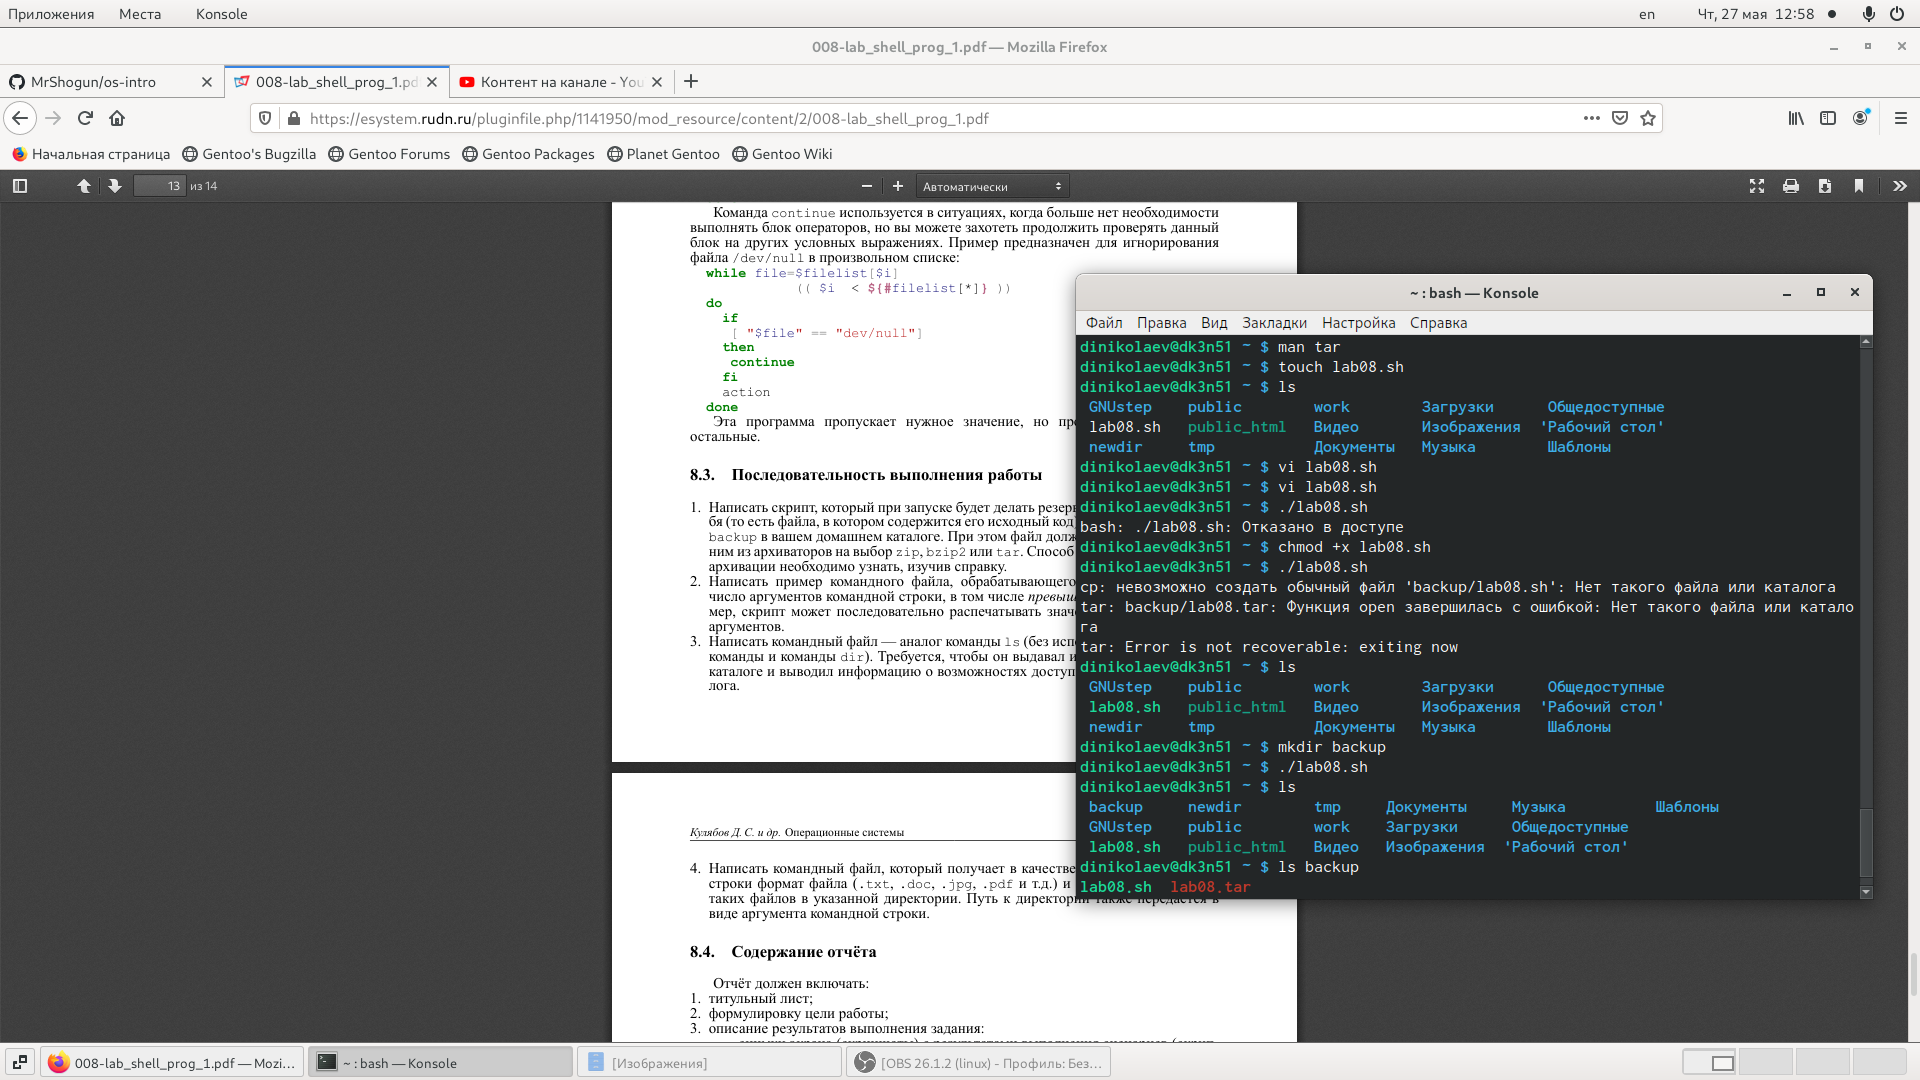 Приложения Места Konsole en Чт, 27 мая 12:58
008-lab_shell_prog_1.pdf — Mozilla Firefox
MrShogun/os-intro 008-lab_shell_prog_1.pd Контент на канале - You
https://esystem.rudn.ru/pluginfile.php/1141950/mod_resource/content/2/008-lab_shell_prog_1.pdf
Начальная страница Gentoo's Bugzilla Gentoo Forums Gentoo Packages Planet Gentoo Gentoo Wiki
13 из 14 Автоматически
Команда continue используется в ситуациях, когда больше нет необходимости
выполнять блок операторов, но вы можете захотеть продолжить проверять данный
блок на других условных выражениях. Пример предназначен для игнорирования
файла /dev/null в произвольном списке:
while file=$filelist[$i]
(( $i < ${#filelist[*]} ))
do
if
[ "$file" == "dev/null"]
then
continue
fi
action
done
Эта программа пропускает нужное значение, но пр
остальные.
8.3. Последовательность выполнения работы
1. Написать скрипт, который при запуске будет делать резер
бя (то есть файла, в котором содержится его исходный код
backup в вашем домашнем каталоге. При этом файл долж
ним из архиваторов на выбор zip, bzip2 или tar. Способ
архивации необходимо узнать, изучив справку.
2. Написать пример командного файла, обрабатывающего
число аргументов командной строки, в том числе превыш
мер, скрипт может последовательно распечатывать знач
аргументов.
3. Написать командный файл — аналог команды ls (без исп
команды и команды dir). Требуется, чтобы он выдавал и
каталоге и выводил информацию о возможностях доступ
лога.
Кулябов Д. С. и др. Операционные системы
4. Написать командный файл, который получает в качестве
строки формат файла (.txt, .doc, .jpg, .pdf и т.д.) и
таких файлов в указанной директории. Путь к директории также передаётся в
виде аргумента командной строки.
8.4. Содержание отчёта
Отчёт должен включать:
1. титульный лист;
2. формулировку цели работы;
3. описание результатов выполнения задания:
~ : bash — Konsole
Файл Правка Вид Закладки Настройка Справка
dinikolaev@dk3n51 ~ $ man tar
dinikolaev@dk3n51 ~ $ touch lab08.sh
dinikolaev@dk3n51 ~ $ ls
GNUstep public work Загрузки Общедоступные
lab08.sh public_html Видео Изображения 'Рабочий стол'
newdir tmp Документы Музыка Шаблоны
dinikolaev@dk3n51 ~ $ vi lab08.sh
dinikolaev@dk3n51 ~ $ vi lab08.sh
dinikolaev@dk3n51 ~ $ ./lab08.sh
bash: ./lab08.sh: Отказано в доступе
dinikolaev@dk3n51 ~ $ chmod +x lab08.sh
dinikolaev@dk3n51 ~ $ ./lab08.sh
cp: невозможно создать обычный файл 'backup/lab08.sh': Нет такого файла или каталога
tar: backup/lab08.tar: Функция open завершилась с ошибкой: Нет такого файла или катало
га
tar: Error is not recoverable: exiting now
dinikolaev@dk3n51 ~ $ ls
GNUstep public work Загрузки Общедоступные
lab08.sh public_html Видео Изображения 'Рабочий стол'
newdir tmp Документы Музыка Шаблоны
dinikolaev@dk3n51 ~ $ mkdir backup
dinikolaev@dk3n51 ~ $ ./lab08.sh
dinikolaev@dk3n51 ~ $ ls
backup newdir tmp Документы Музыка Шаблоны
GNUstep public work Загрузки Общедоступные
lab08.sh public_html Видео Изображения 'Рабочий стол'
dinikolaev@dk3n51 ~ $ ls backup
lab08.sh lab08.tar
008-lab_shell_prog_1.pdf — Mozi... ~ : bash — Konsole [Изображения] [OBS 26.1.2 (linux) - Профиль: Без...